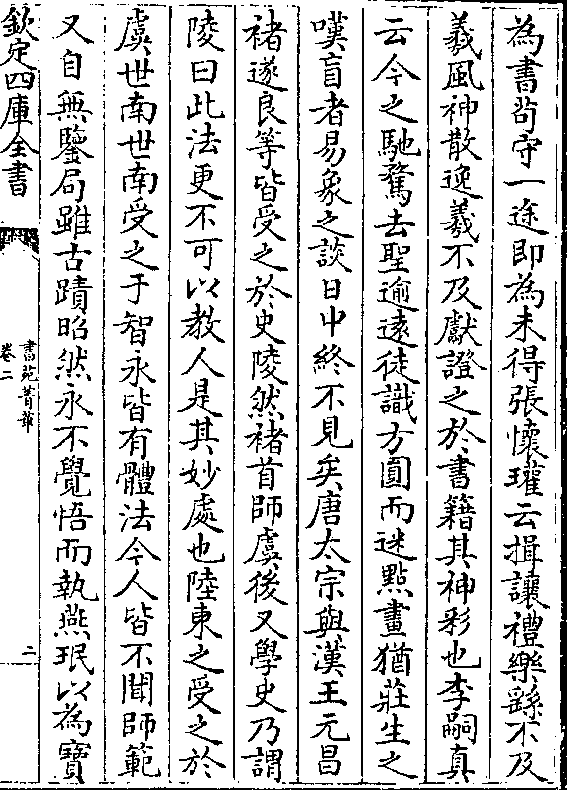 為書茍守一途即為未得張懷瓘云揖讓禮樂繇不及
羲風神散逸羲不及獻證之於書籍其神彩也李嗣真
云今之馳騖去聖逾遠徒識方圓而迷點畫猶莊生之
嘆盲者易象之談日中終不見矣唐太宗與漢王元昌
褚遂良等皆受之於史陵然褚首師虞後又學史乃謂
陵曰此法更不可以教人是其妙處也陸柬之受之於
虞世南世南受之于智永皆有體法今人皆不聞師範
又自無鑒局雖古蹟昭然永不覺悟而執燕珉以為寶
欽定四庫全書
書苑菁華
卷二
二